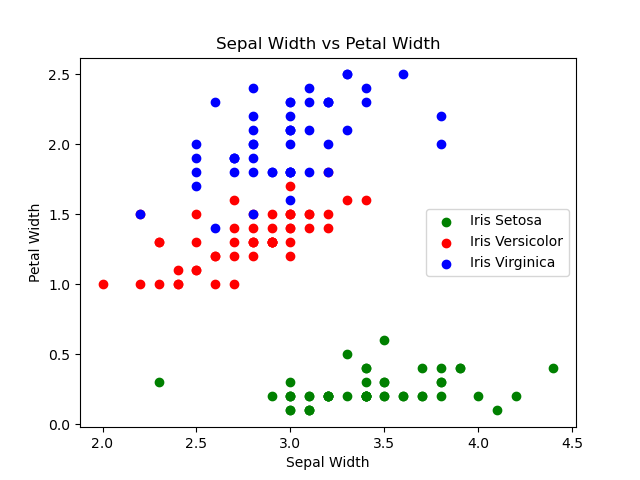 Sepal Width vs Petal Width
2.5
2.0
1.5
1.0
0.5
0.0
Petal Width
Iris Setosa
Iris Versicolor
Iris Virginica
2.0 2.5 3.0 3.5 4.0 4.5
Sepal Width